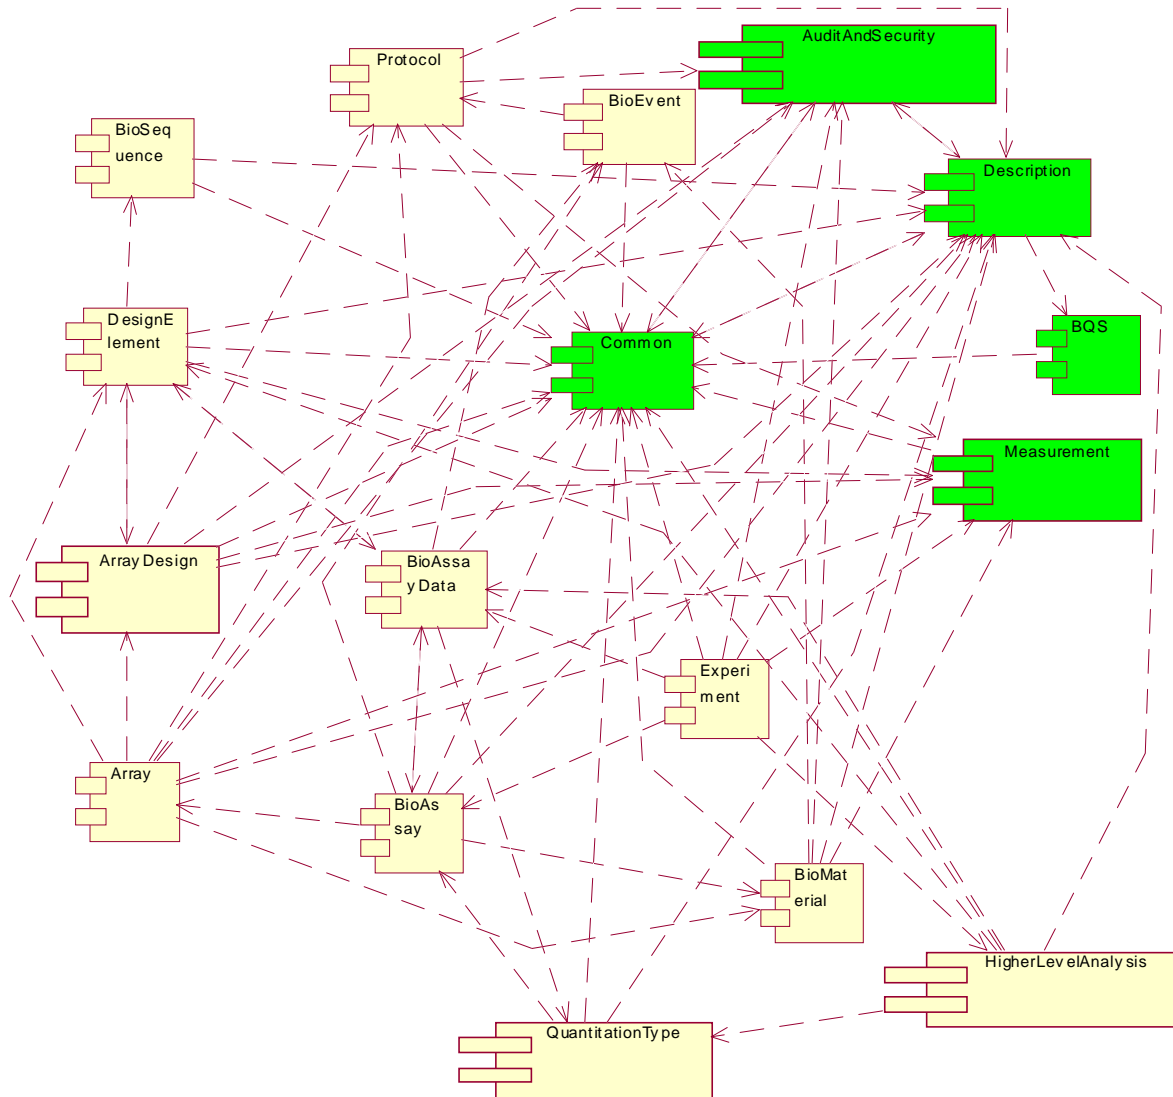 AuditAndSecurity
Protocol
BioEvent
BioSeq
uence
Description
DesignE
lement
Common
BQS
Measurement
ArrayDesign
BioAssa
yData
Experi
ment
Array
BioAs
say
BioMat
erial
HigherLevelAnalysis
QuantitationType